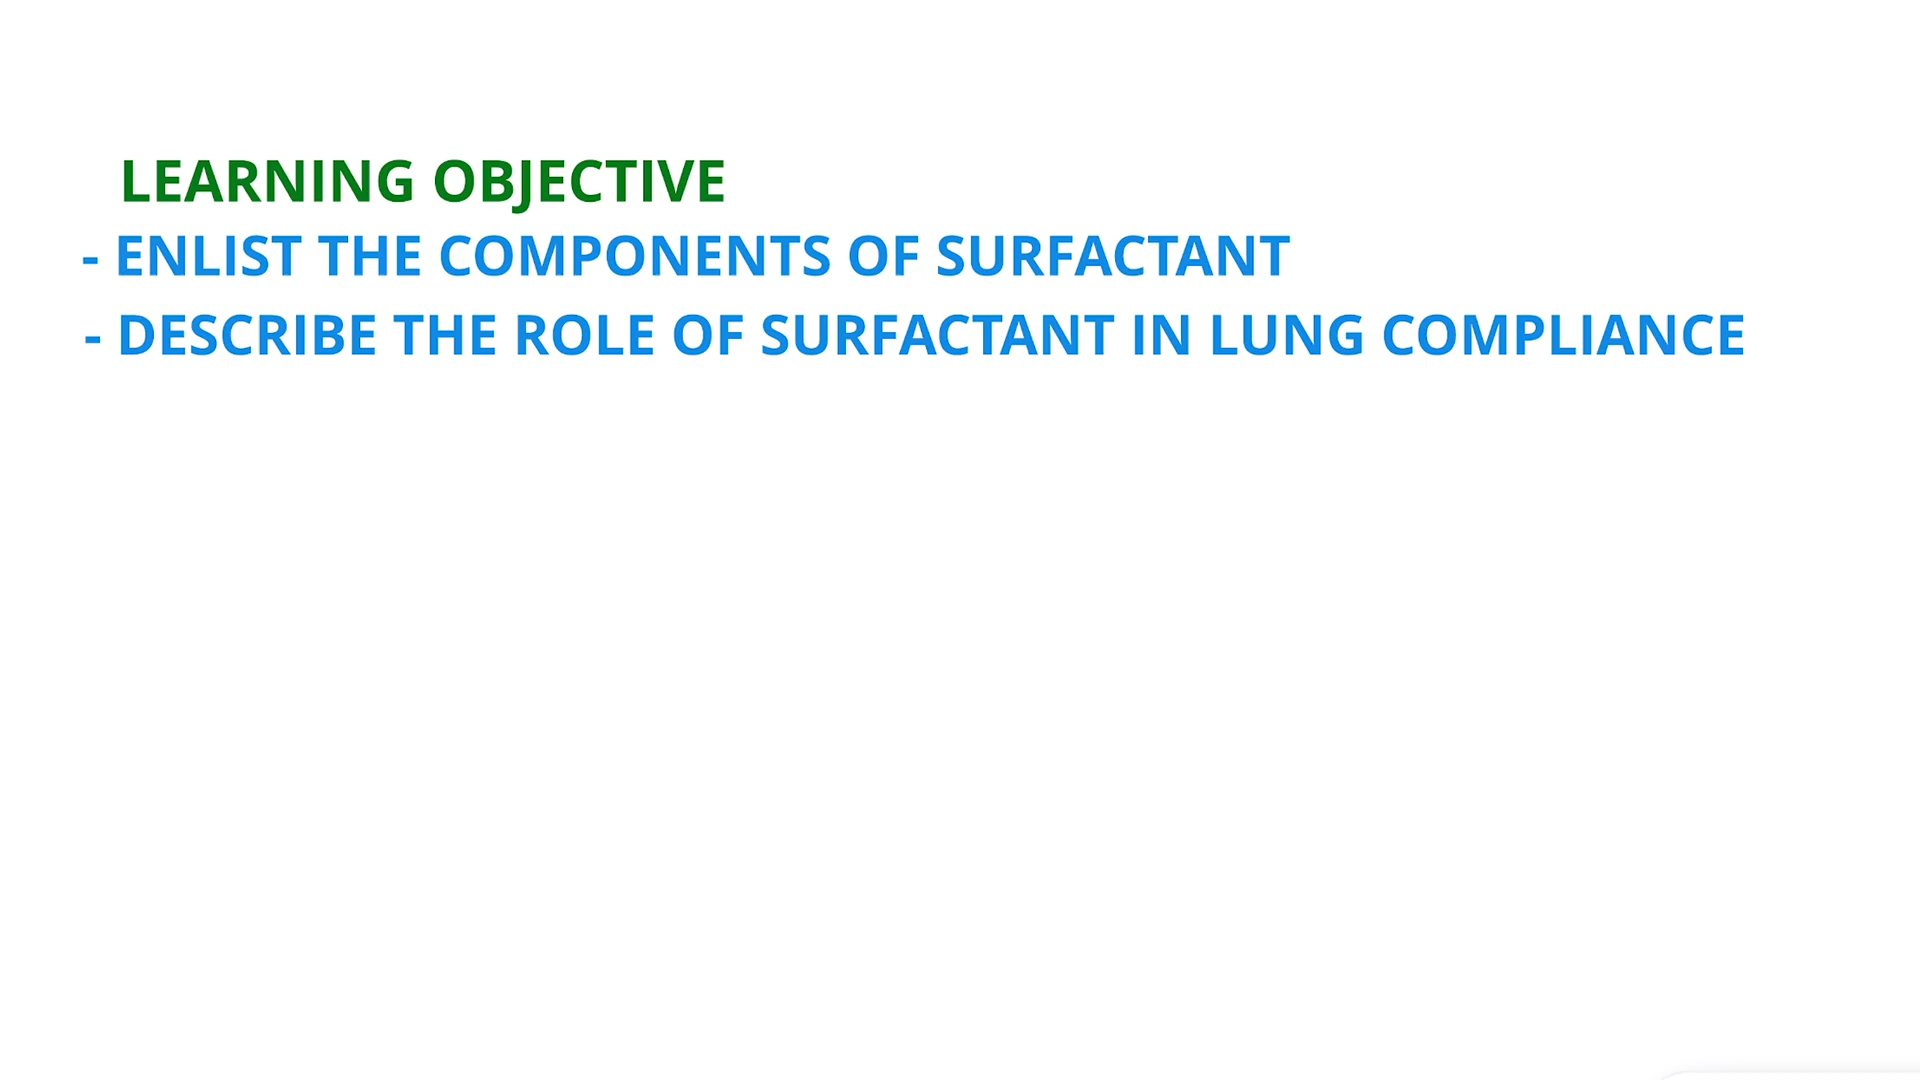 LEARNING OBJECTIVE
- ENLIST THE COMPONENTS OF SURFACTANT
- DESCRIBE THE ROLE OF SURFACTANT IN LUNG COMPLIANCE